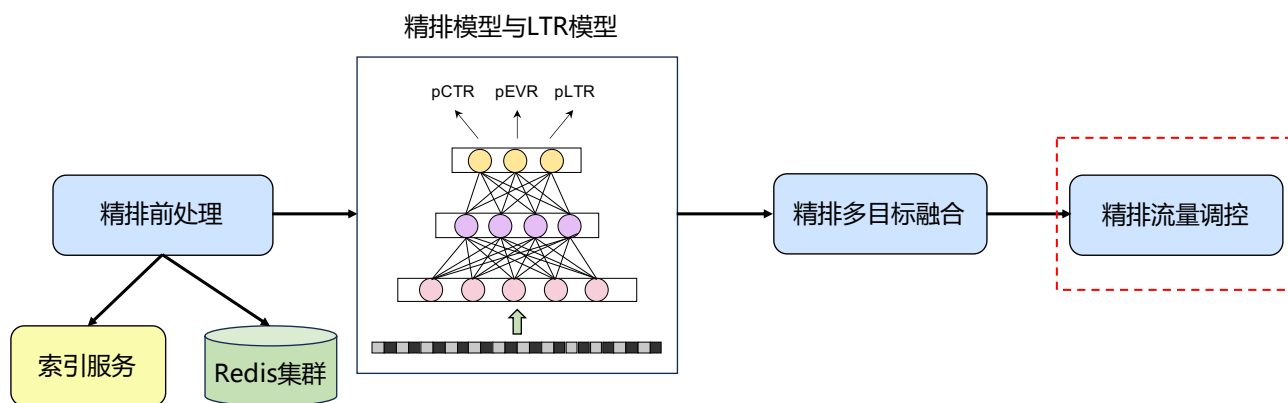 精排模型与LTR模型
pCTR pEVR pLTR
精排前处理
精排多目标融合
精排流量调控
索引服务
Redis集群